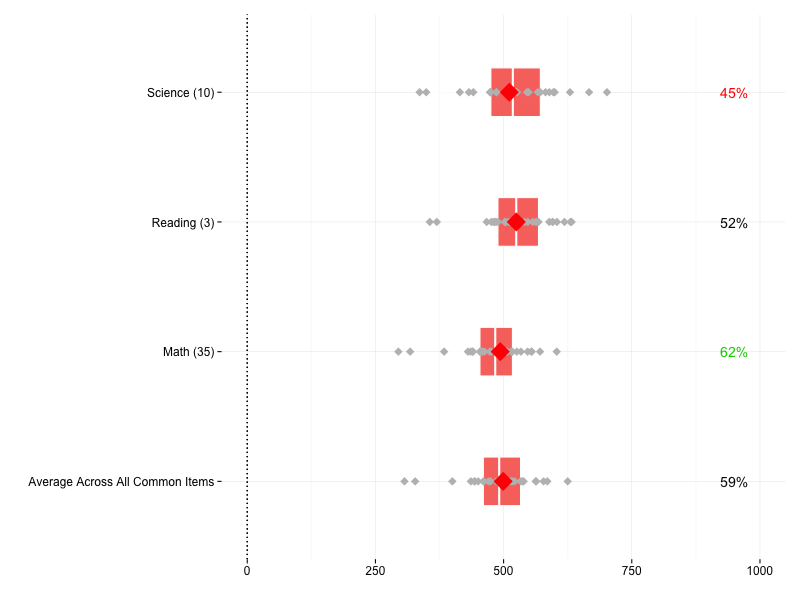 Science (10)
45%
Reading (3)
52%
Math (35)
62%
Average Across All Common Items
59%
0
250
500
750
1000